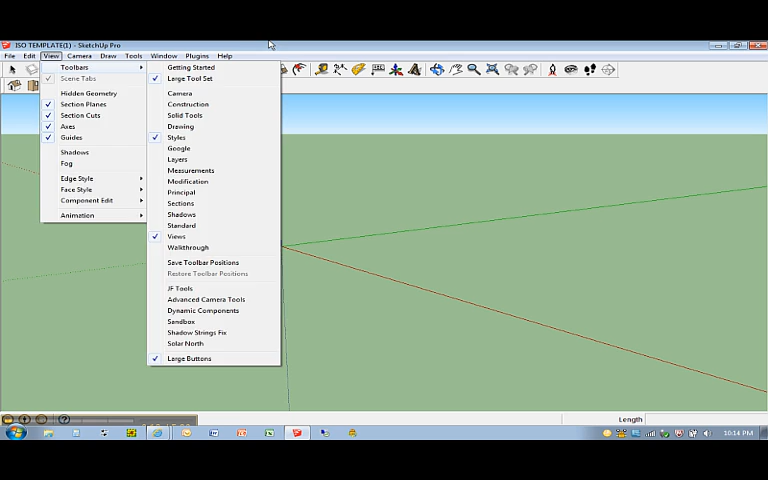 ISO TEMPLATE(1) - SketchUp Pro
File Edit View Camera Draw Tools Window Plugins Help
Toolbars
Scene Tabs
Hidden Geometry
Section Planes
Section Cuts
Axes
Guides
Shadows
Fog
Edge Style
Face Style
Component Edit
Animation
Getting Started
Large Tool Set
Camera
Construction
Solid Tools
Drawing
Styles
Google
Layers
Measurements
Modification
Principal
Sections
Shadows
Standard
Views
Walkthrough
Save Toolbar Positions
Restore Toolbar Positions
JF Tools
Advanced Camera Tools
Dynamic Components
Sandbox
Shadow Strings Fix
Solar North
Large Buttons
Length
10:14 PM